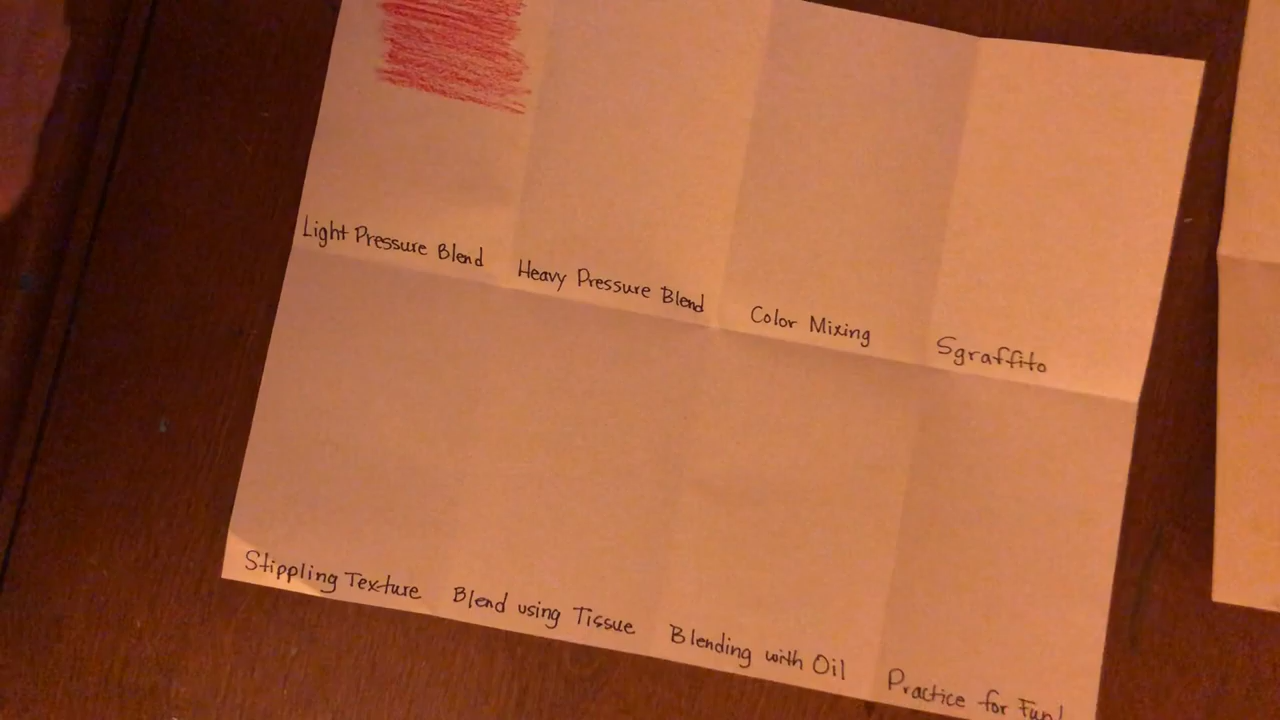 Light Pressure Blend
Heavy Pressure Blend
Color Mixing
Sgraffito
Stippling Texture
Blend using Tissue
Blending with Oil
Practice for Fun!